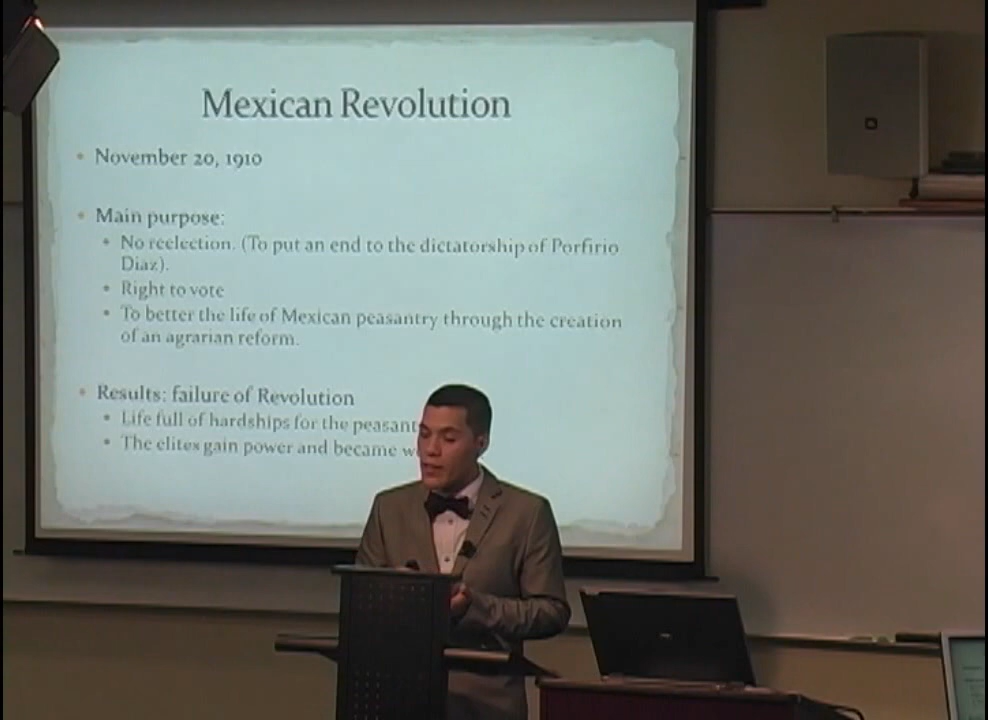 Mexican Revolution
November 20, 1910
Main purpose:
No reelection. (To put an end to the dictatorship of Porfirio
Diaz).
Right to vote
To better the life of Mexican peasantry through the creation
of an agrarian reform.
Results: failure of Revolution
Life full of hardships for the peasant
The elites gain power and became